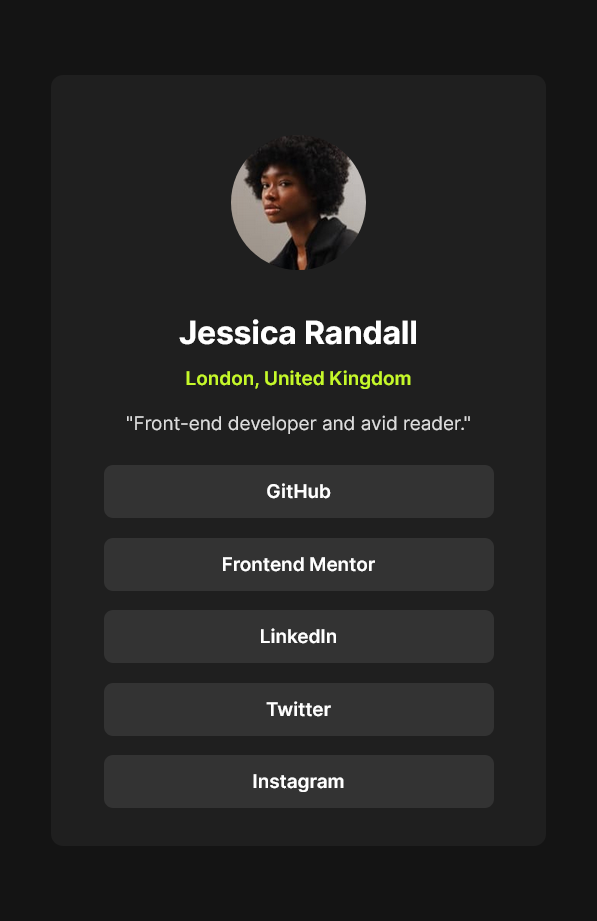 Jessica Randall
London, United Kingdom
"Front-end developer and avid reader."
GitHub
Frontend Mentor
LinkedIn
Twitter
Instagram